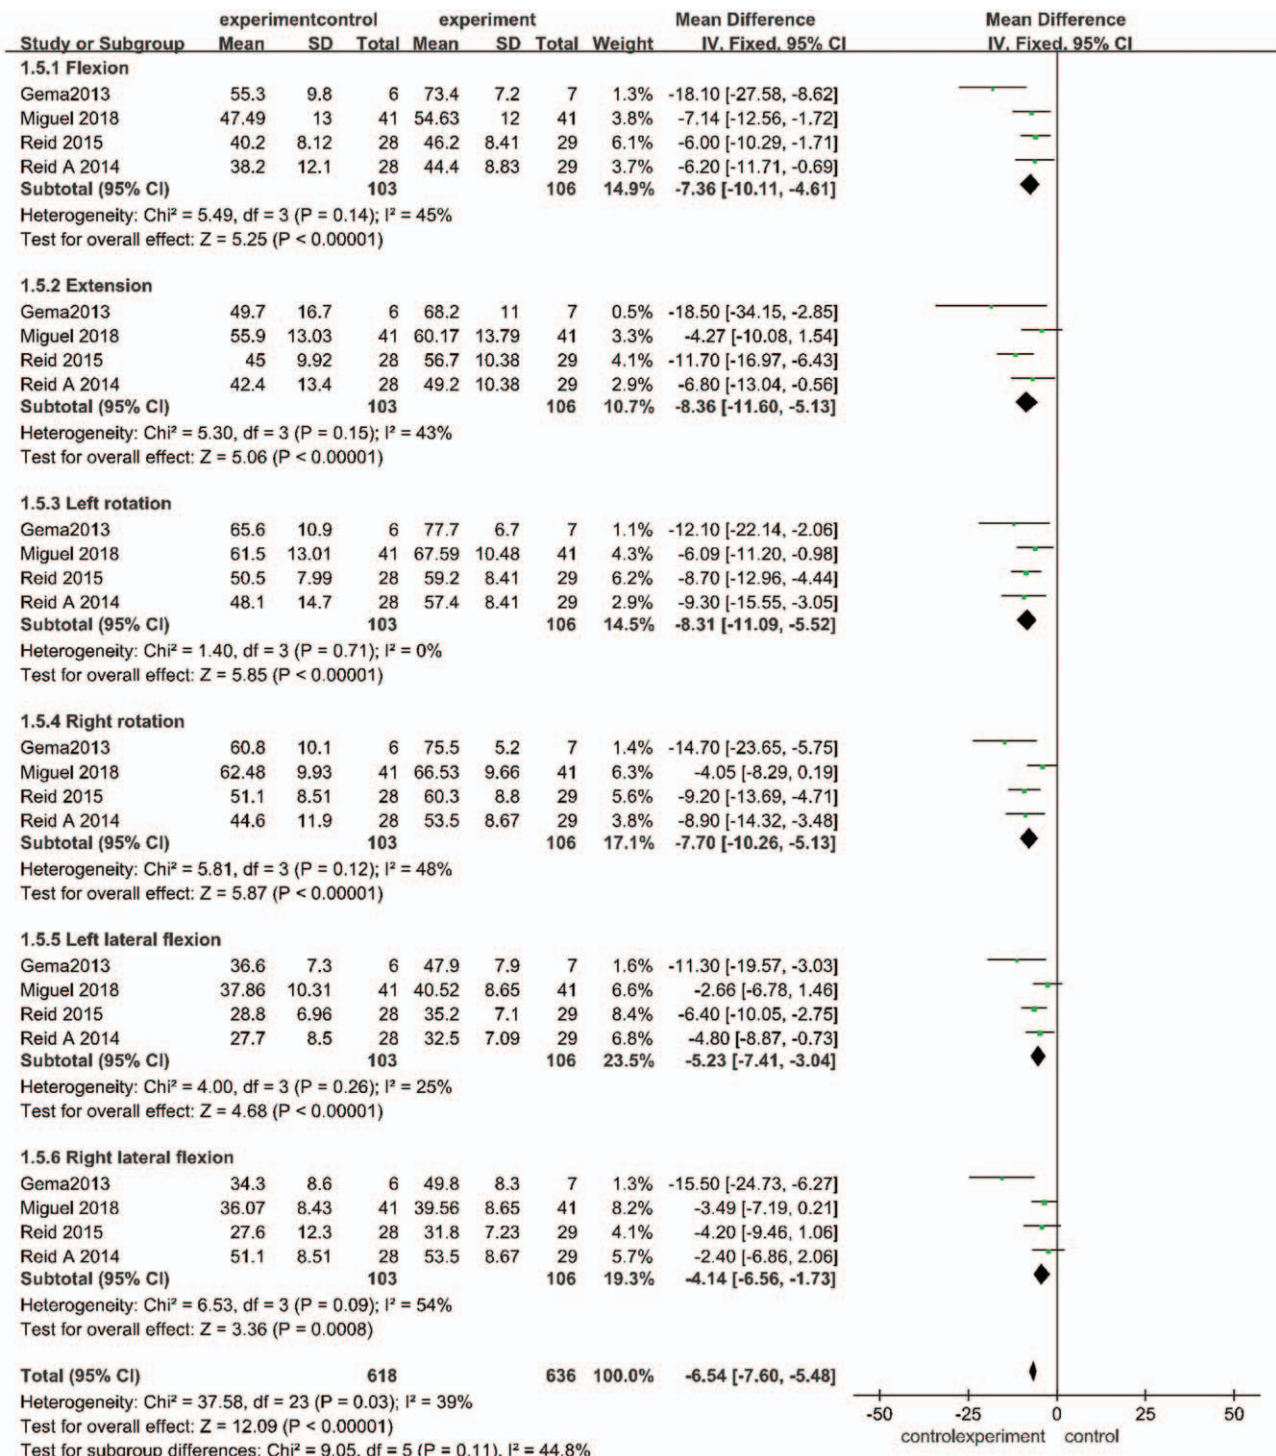 experimentcontrol experiment Mean Difference Mean Difference
Study or Subgroup Mean SD Total Mean SD Total Weight IV, Fixed, 95% CI IV, Fixed, 95% CI
1.5.1 Flexion
Gema2013 55.3 9.8 6 73.4 7.2 7 1.3% -18.10 [-27.58, -8.62]
Miguel 2018 47.49 13 41 54.63 12 41 3.8% -7.14 [-12.56, -1.72]
Reid 2015 40.2 8.12 28 46.2 8.41 29 6.1% -6.00 [-10.29, -1.71]
Reid A 2014 38.2 12.1 28 44.4 8.83 29 3.7% -6.20 [-11.71, -0.69]
Subtotal (95% CI) 103 106 14.9% -7.36 [-10.11, -4.61]
Heterogeneity: Chi² = 5.49, df = 3 (P = 0.14); I² = 45%
Test for overall effect: Z = 5.25 (P < 0.00001)
1.5.2 Extension
Gema2013 49.7 16.7 6 68.2 11 7 0.5% -18.50 [-34.15, -2.85]
Miguel 2018 55.9 13.03 41 60.17 13.79 41 3.3% -4.27 [-10.08, 1.54]
Reid 2015 45 9.92 28 56.7 10.38 29 4.1% -11.70 [-16.97, -6.43]
Reid A 2014 42.4 13.4 28 49.2 10.38 29 2.9% -6.80 [-13.04, -0.56]
Subtotal (95% CI) 103 106 10.7% -8.36 [-11.60, -5.13]
Heterogeneity: Chi² = 5.30, df = 3 (P = 0.15); I² = 43%
Test for overall effect: Z = 5.06 (P < 0.00001)
1.5.3 Left rotation
Gema2013 65.6 10.9 6 77.7 6.7 7 1.1% -12.10 [-22.14, -2.06]
Miguel 2018 61.5 13.01 41 67.59 10.48 41 4.3% -6.09 [-11.20, -0.98]
Reid 2015 50.5 7.99 28 59.2 8.41 29 6.2% -8.70 [-12.96, -4.44]
Reid A 2014 48.1 14.7 28 57.4 8.41 29 2.9% -9.30 [-15.55, -3.05]
Subtotal (95% CI) 103 106 14.5% -8.31 [-11.09, -5.52]
Heterogeneity: Chi² = 1.40, df = 3 (P = 0.71); I² = 0%
Test for overall effect: Z = 5.85 (P < 0.00001)
1.5.4 Right rotation
Gema2013 60.8 10.1 6 75.5 5.2 7 1.4% -14.70 [-23.65, -5.75]
Miguel 2018 62.48 9.93 41 66.53 9.66 41 6.3% -4.05 [-8.29, 0.19]
Reid 2015 51.1 8.51 28 60.3 8.8 29 5.6% -9.20 [-13.69, -4.71]
Reid A 2014 44.6 11.9 28 53.5 8.67 29 3.8% -8.90 [-14.32, -3.48]
Subtotal (95% CI) 103 106 17.1% -7.70 [-10.26, -5.13]
Heterogeneity: Chi² = 5.81, df = 3 (P = 0.12); I² = 48%
Test for overall effect: Z = 5.87 (P < 0.00001)
1.5.5 Left lateral flexion
Gema2013 36.6 7.3 6 47.9 7.9 7 1.6% -11.30 [-19.57, -3.03]
Miguel 2018 37.86 10.31 41 40.52 8.65 41 6.6% -2.66 [-6.78, 1.46]
Reid 2015 28.8 6.96 28 35.2 7.1 29 8.4% -6.40 [-10.05, -2.75]
Reid A 2014 27.7 8.5 28 32.5 7.09 29 6.8% -4.80 [-8.87, -0.73]
Subtotal (95% CI) 103 106 23.5% -5.23 [-7.41, -3.04]
Heterogeneity: Chi² = 4.00, df = 3 (P = 0.26); I² = 25%
Test for overall effect: Z = 4.68 (P < 0.00001)
1.5.6 Right lateral flexion
Gema2013 34.3 8.6 6 49.8 8.3 7 1.3% -15.50 [-24.73, -6.27]
Miguel 2018 36.07 8.43 41 39.56 8.65 41 8.2% -3.49 [-7.19, 0.21]
Reid 2015 27.6 12.3 28 31.8 7.23 29 4.1% -4.20 [-9.46, 1.06]
Reid A 2014 51.1 8.51 28 53.5 8.67 29 5.7% -2.40 [-6.86, 2.06]
Subtotal (95% CI) 103 106 19.3% -4.14 [-6.56, -1.73]
Heterogeneity: Chi² = 6.53, df = 3 (P = 0.09); I² = 54%
Test for overall effect: Z = 3.36 (P = 0.0008)
Total (95% CI) 618 636 100.0% -6.54 [-7.60, -5.48]
Heterogeneity: Chi² = 37.58, df = 23 (P = 0.03); I² = 39%
Test for overall effect: Z = 12.09 (P < 0.00001)
Test for subgroup differences: Chi² = 9.05, df = 5 (P = 0.11), I² = 44.8%
-50 -25 0 25 50
controlexperiment control